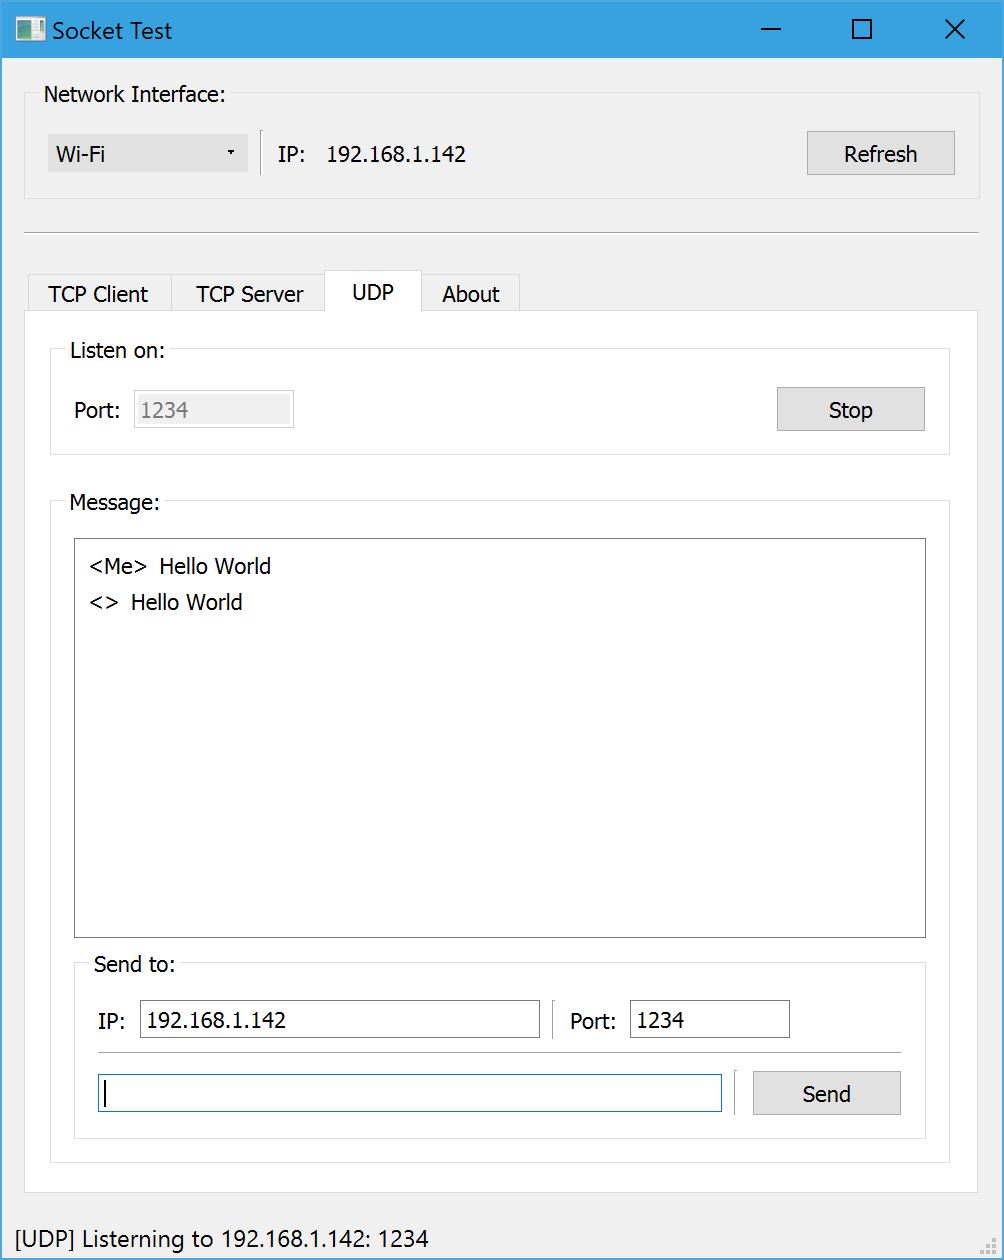 Socket Test
Network Interface:
Wi-Fi IP: 192.168.1.142 Refresh
TCP Client TCP Server UDP About
Listen on:
Port: 1234 Stop
Message:
<Me> Hello World
<> Hello World
Send to:
IP: 192.168.1.142 Port: 1234
Send
[UDP] Listerning to 192.168.1.142: 1234